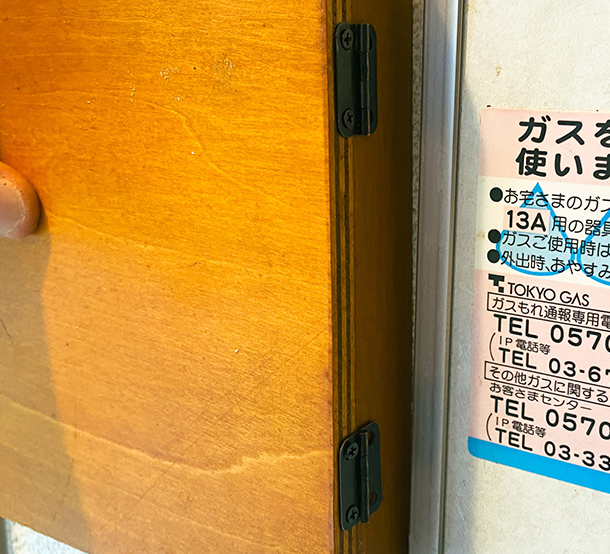 ガスを
使いま
●お宅さまのガス
13A用の器具
●ガスご使用時は
●外出時、おやすみ
TOKYO GAS
ガスもれ通報専用電
TEL 0570
(IP電話等
TEL 03-67
その他ガスに関する
お客さまセンター
TEL 0570
(IP電話等
TEL 03-33